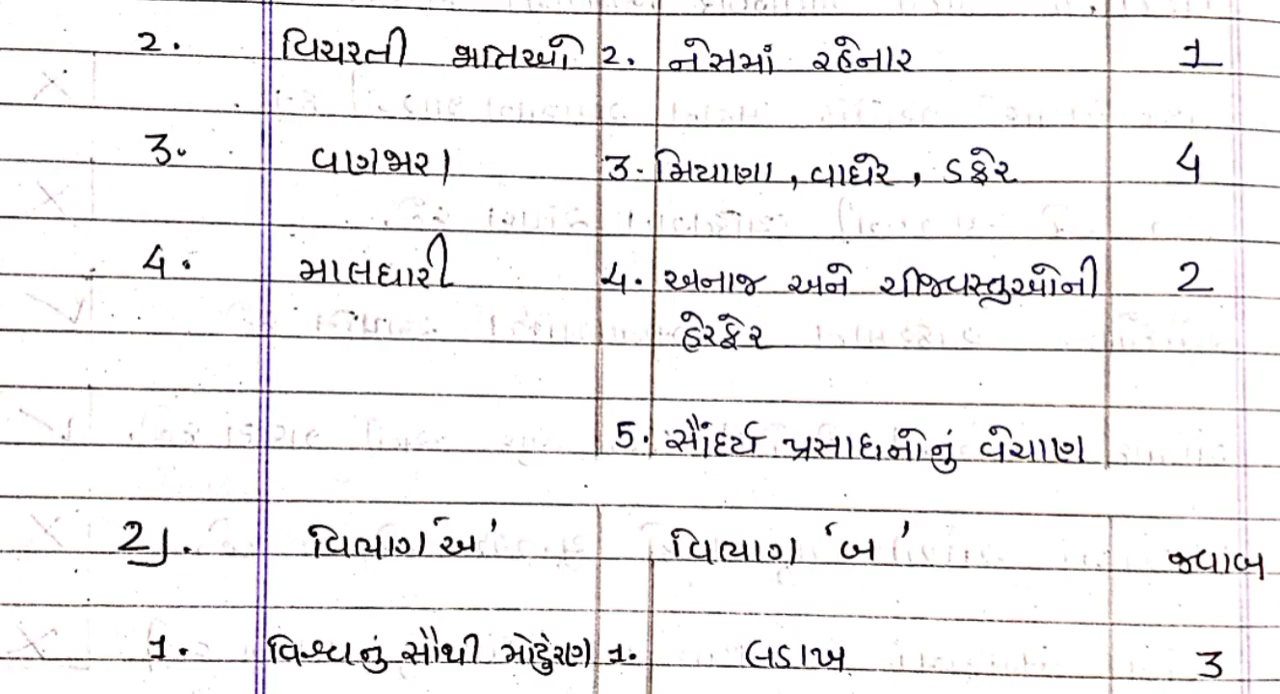 2. વિચરતી જાતિઓ 2. નેસમાં રહેનાર 1
3. વણજારા 3. મિયાણા, વાઘેર, ડફેર 4
4. માલધારી 4. અનાજ અને ચીજવસ્તુઓની 2
હેરફેર
5. સૌંદર્ય પ્રસાધનોનું વેચાણ
2). વિભાગ 'અ' વિભાગ 'બ' જવાબ
1. વિશ્વનું સૌથી મોટું રણ 1. લડાખ 3